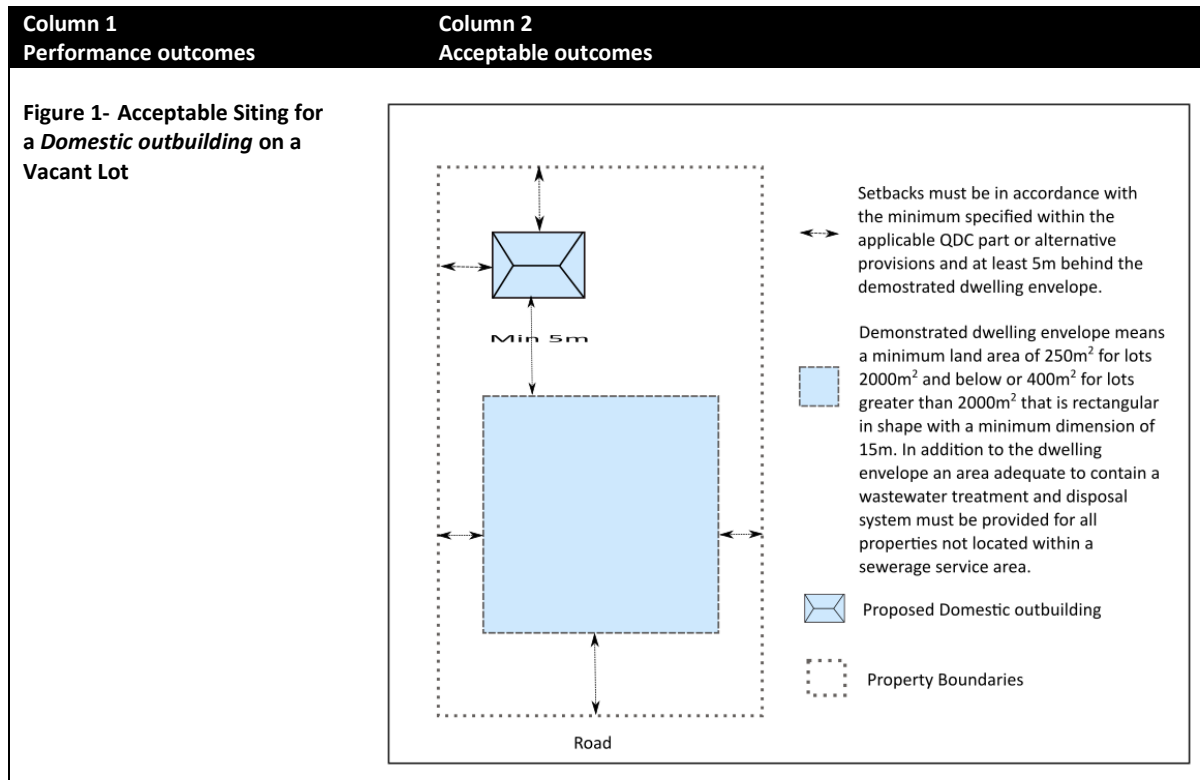 Column 1
Performance outcomes
Column 2
Acceptable outcomes
Figure 1- Acceptable Siting for
a Domestic outbuilding on a
Vacant Lot
Min 5m
Road
Setbacks must be in accordance with
the minimum specified within the
applicable QDC part or alternative
provisions and at least 5m behind the
demostrated dwelling envelope.
Demonstrated dwelling envelope means
a minimum land area of 250m² for lots
2000m² and below or 400m² for lots
greater than 2000m² that is rectangular
in shape with a minimum dimension of
15m. In addition to the dwelling
envelope an area adequate to contain a
wastewater treatment and disposal
system must be provided for all
properties not located within a
sewerage service area.
Proposed Domestic outbuilding
Property Boundaries